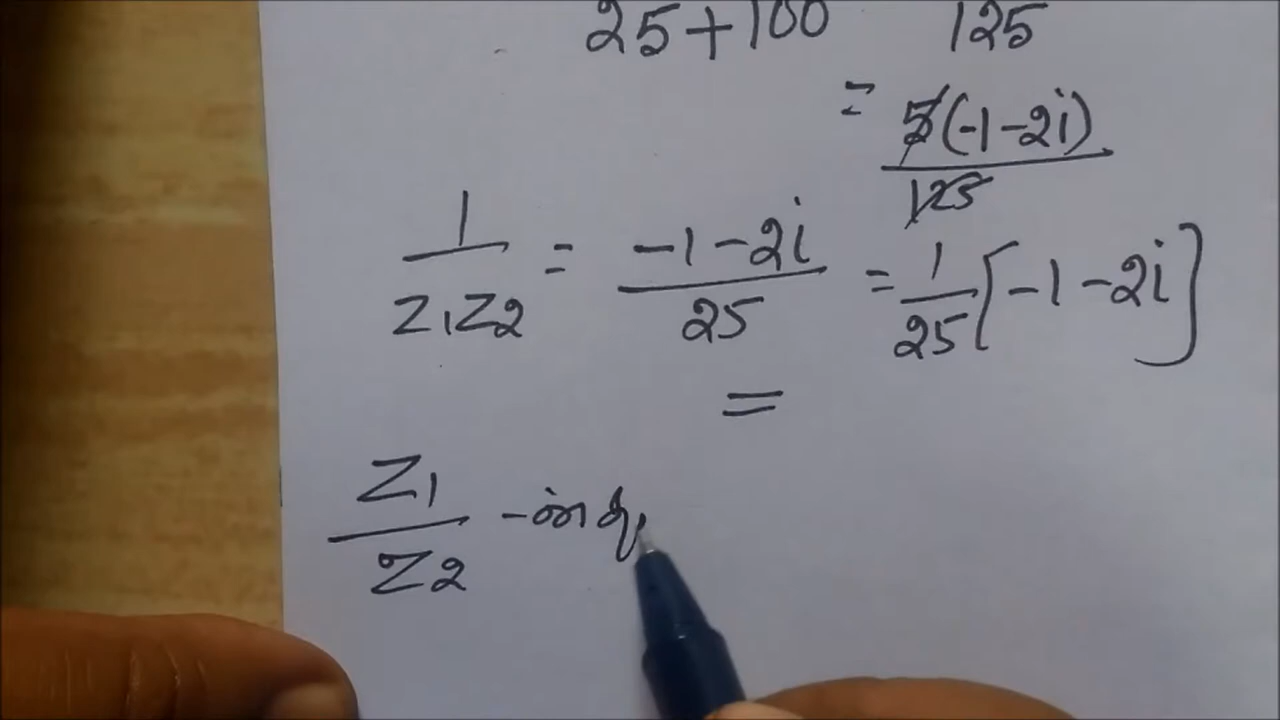 25+100 125
= 5(-1-2i)/125
1/Z₁Z₂ = -1-2i/25 = 1/25[-1-2i]
=
Z₁/Z₂ -